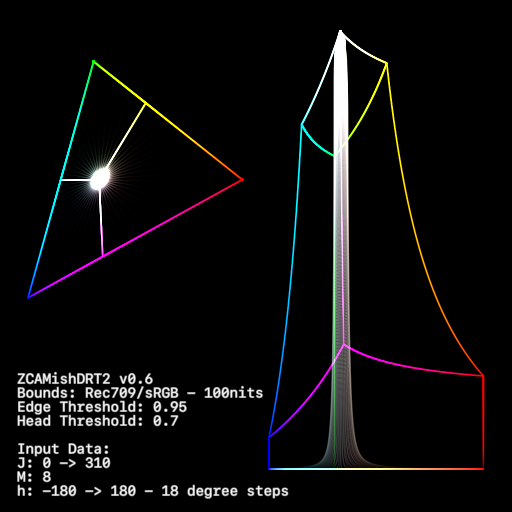 ZCAMishDRT2 v0.6
Bounds: Rec709/sRGB - 100nits
Edge Threshold: 0.95
Head Threshold: 0.7
Input Data:
J: 0 -> 310
M: 8
h: -180 -> 180 - 18 degree steps